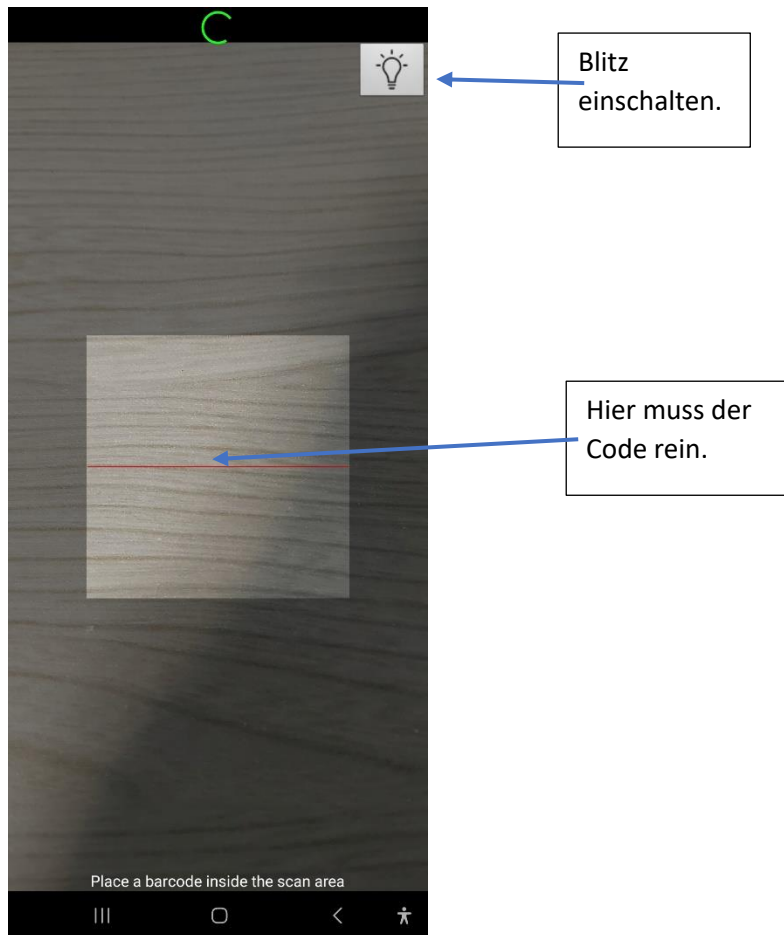 Blitz
einschalten.
Hier muss der
Code rein.
Place a barcode inside the scan area